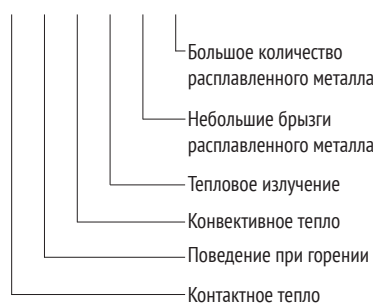 Большое количество
расплавленного металла
Небольшие брызги
расплавленного металла
Тепловое излучение
Конвективное тепло
Поведение при горении
Контактное тепло